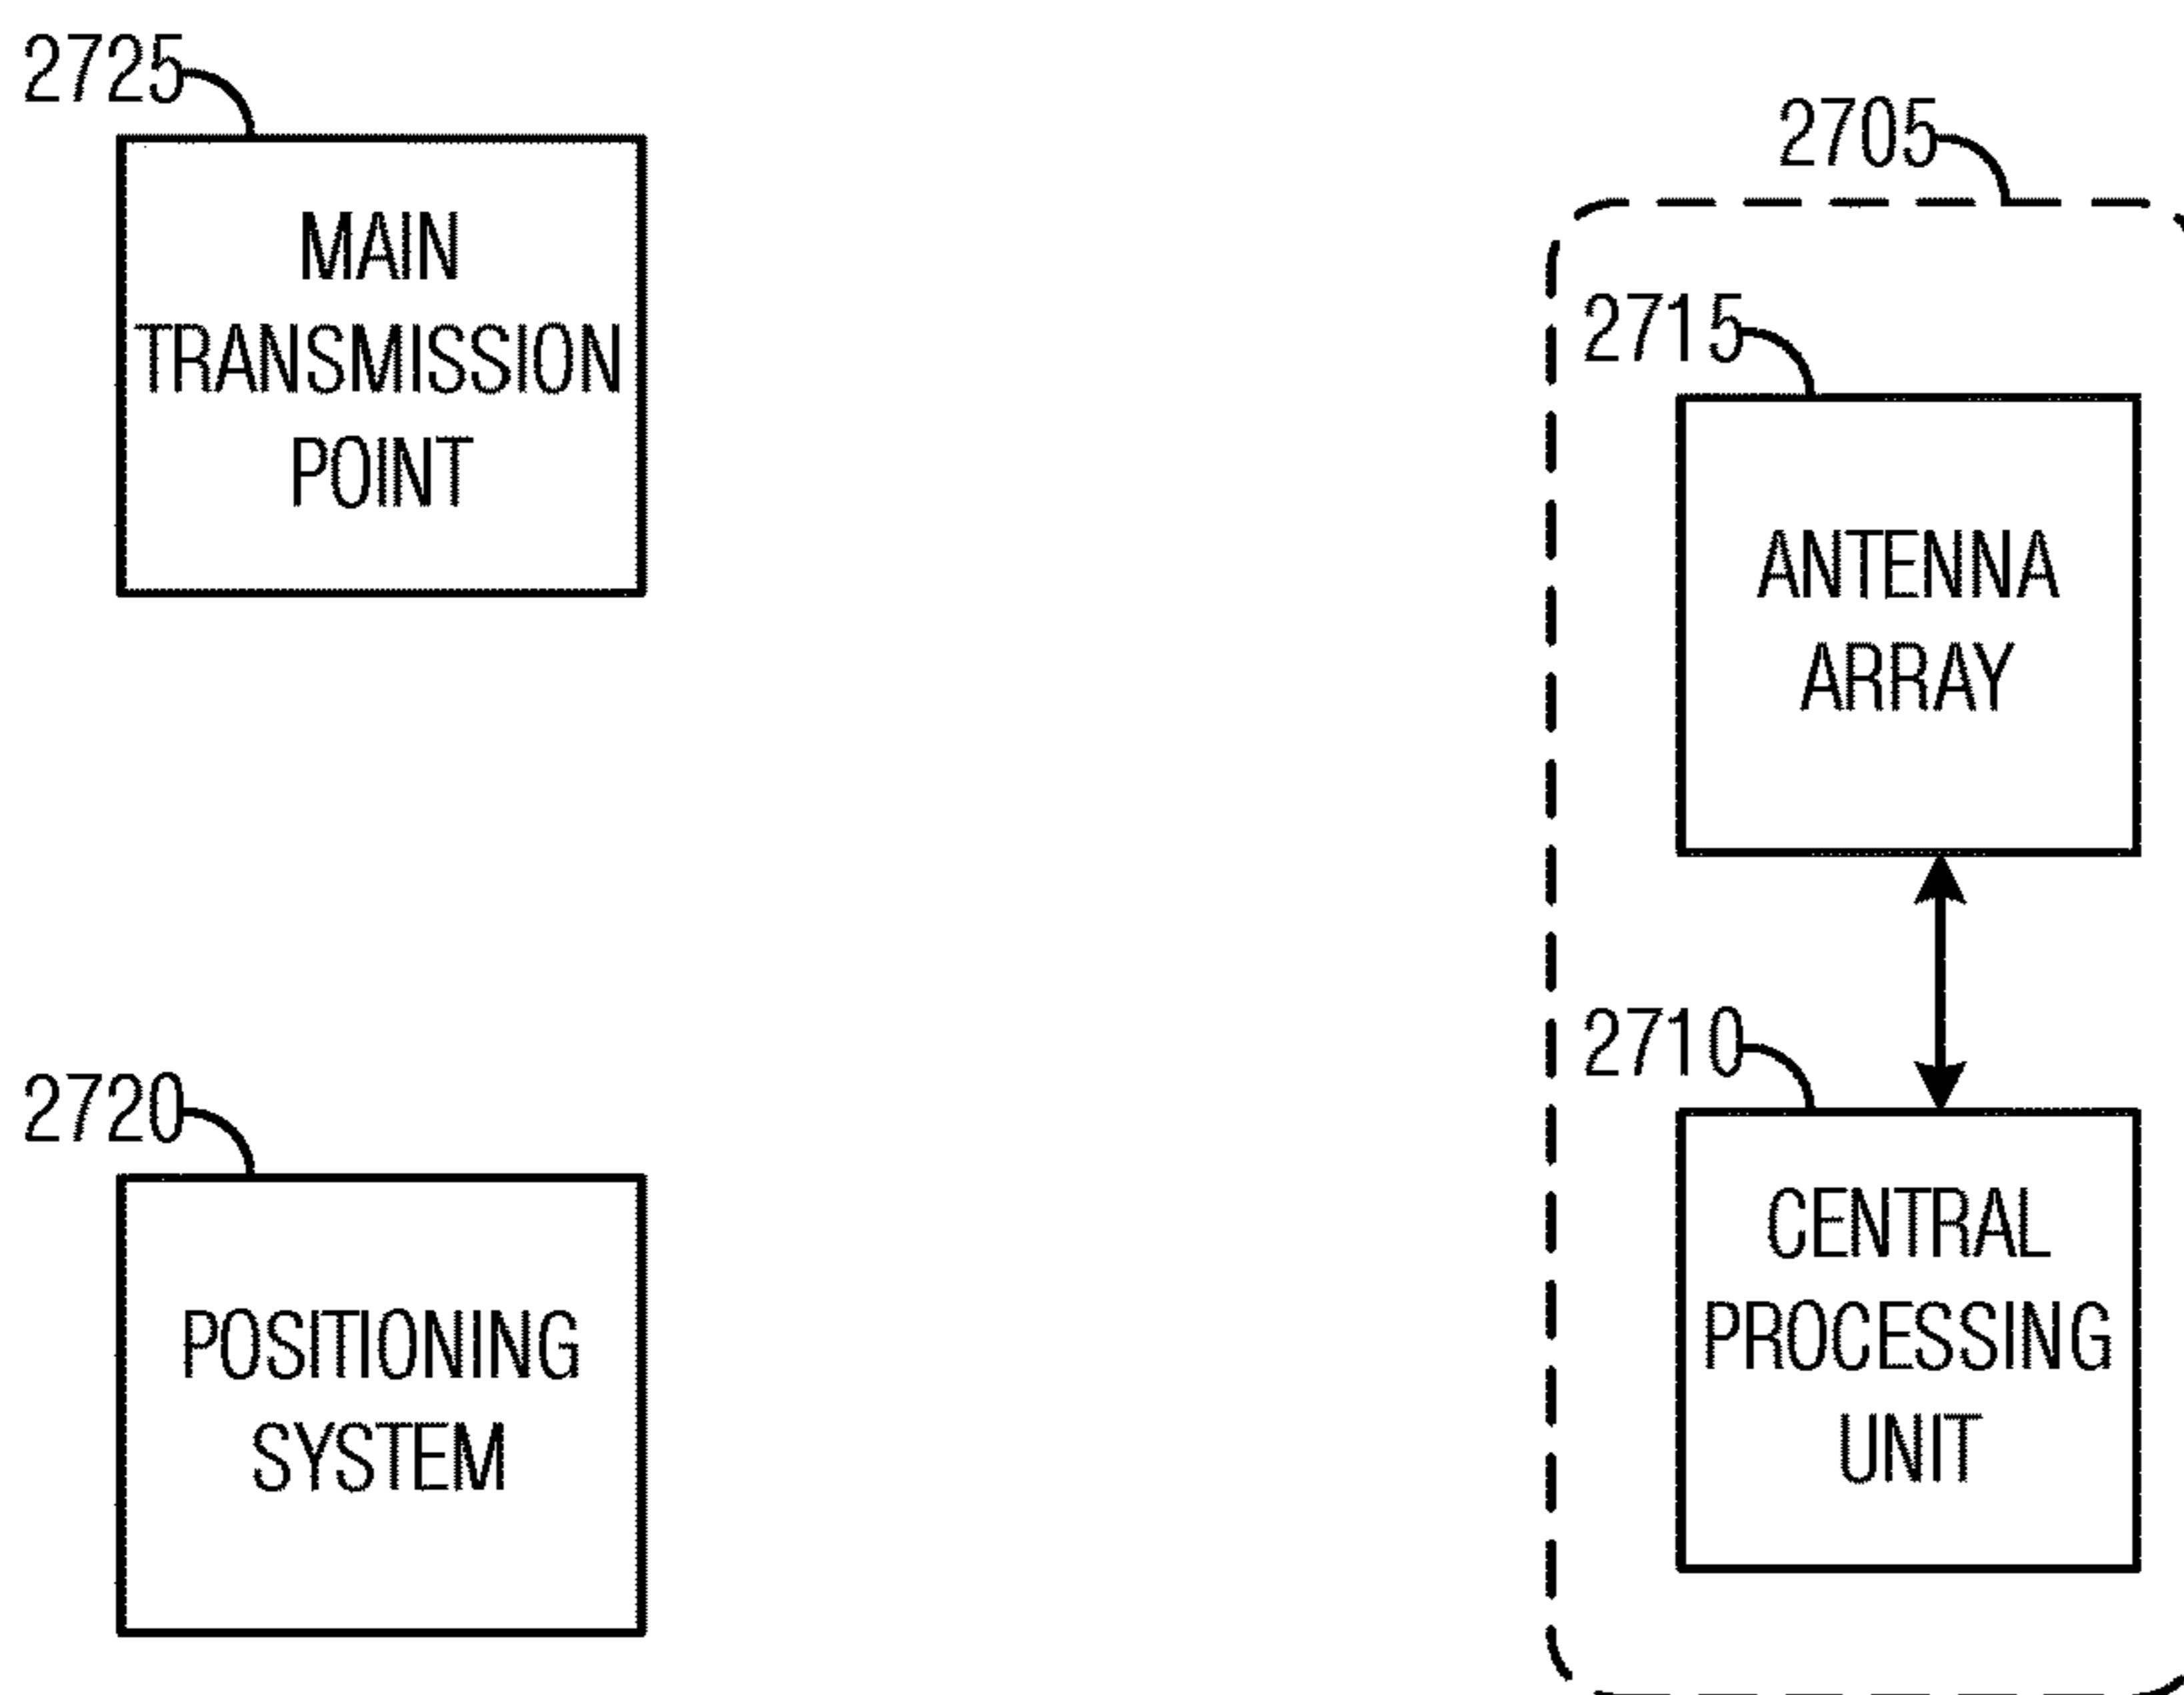 2725
MAIN
TRANSMISSION
POINT
2720
POSITIONING
SYSTEM
2705
2715
ANTENNA
ARRAY
2710
CENTRAL
PROCESSING
UNIT